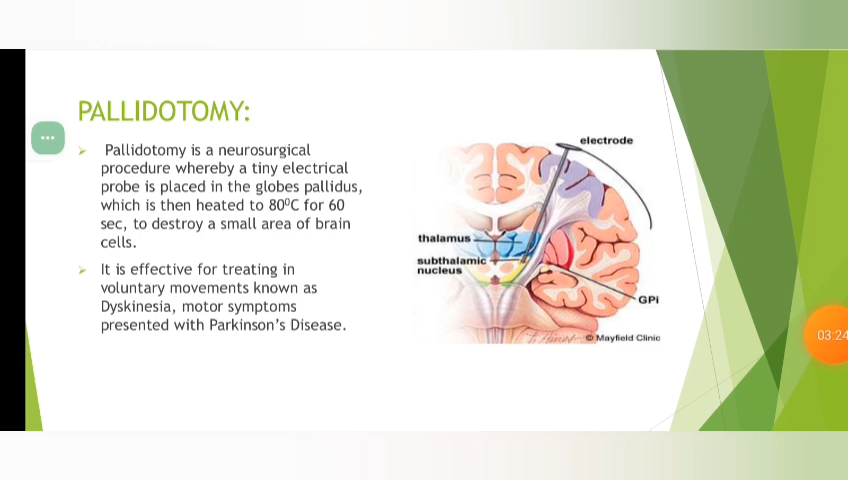 PALLIDOTOMY:
Pallidotomy is a neurosurgical
procedure whereby a tiny electrical
probe is placed in the globes pallidus,
which is then heated to 80⁰C for 60
sec, to destroy a small area of brain
cells.
It is effective for treating in
voluntary movements known as
Dyskinesia, motor symptoms
presented with Parkinson's Disease.
electrode
thalamus
subthalamic
nucleus
GPi
© Mayfield Clinic
03:24